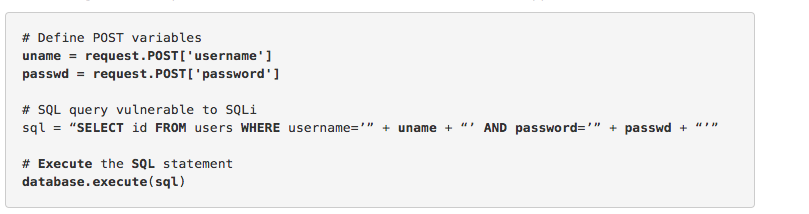 # Define POST variables
uname = request.POST['username']
passwd = request.POST['password']
# SQL query vulnerable to SQLi
sql = “SELECT id FROM users WHERE username=’” + uname + “’ AND password=’” + passwd + “’”
# Execute the SQL statement
database.execute(sql)